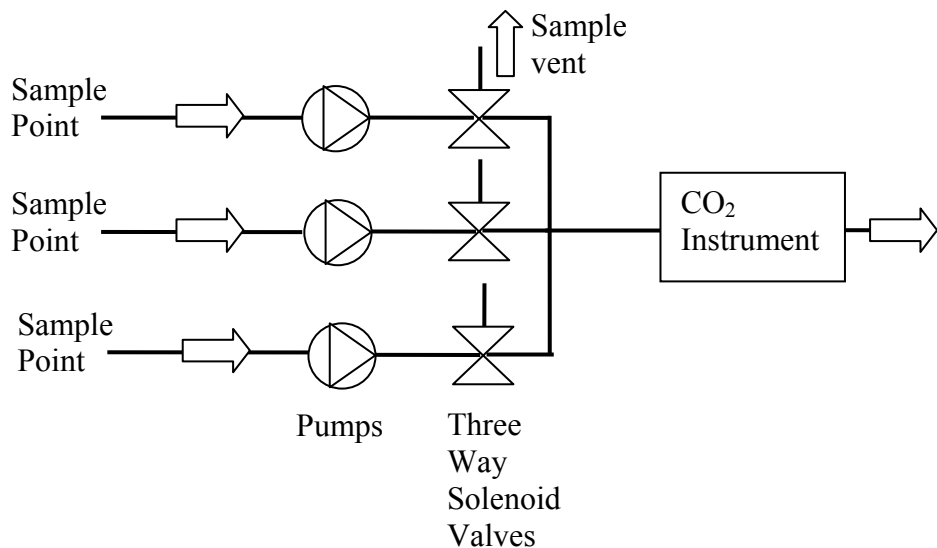 Sample
vent
Sample
Point
Sample
Point
CO₂
Instrument
Sample
Point
Pumps
Three
Way
Solenoid
Valves